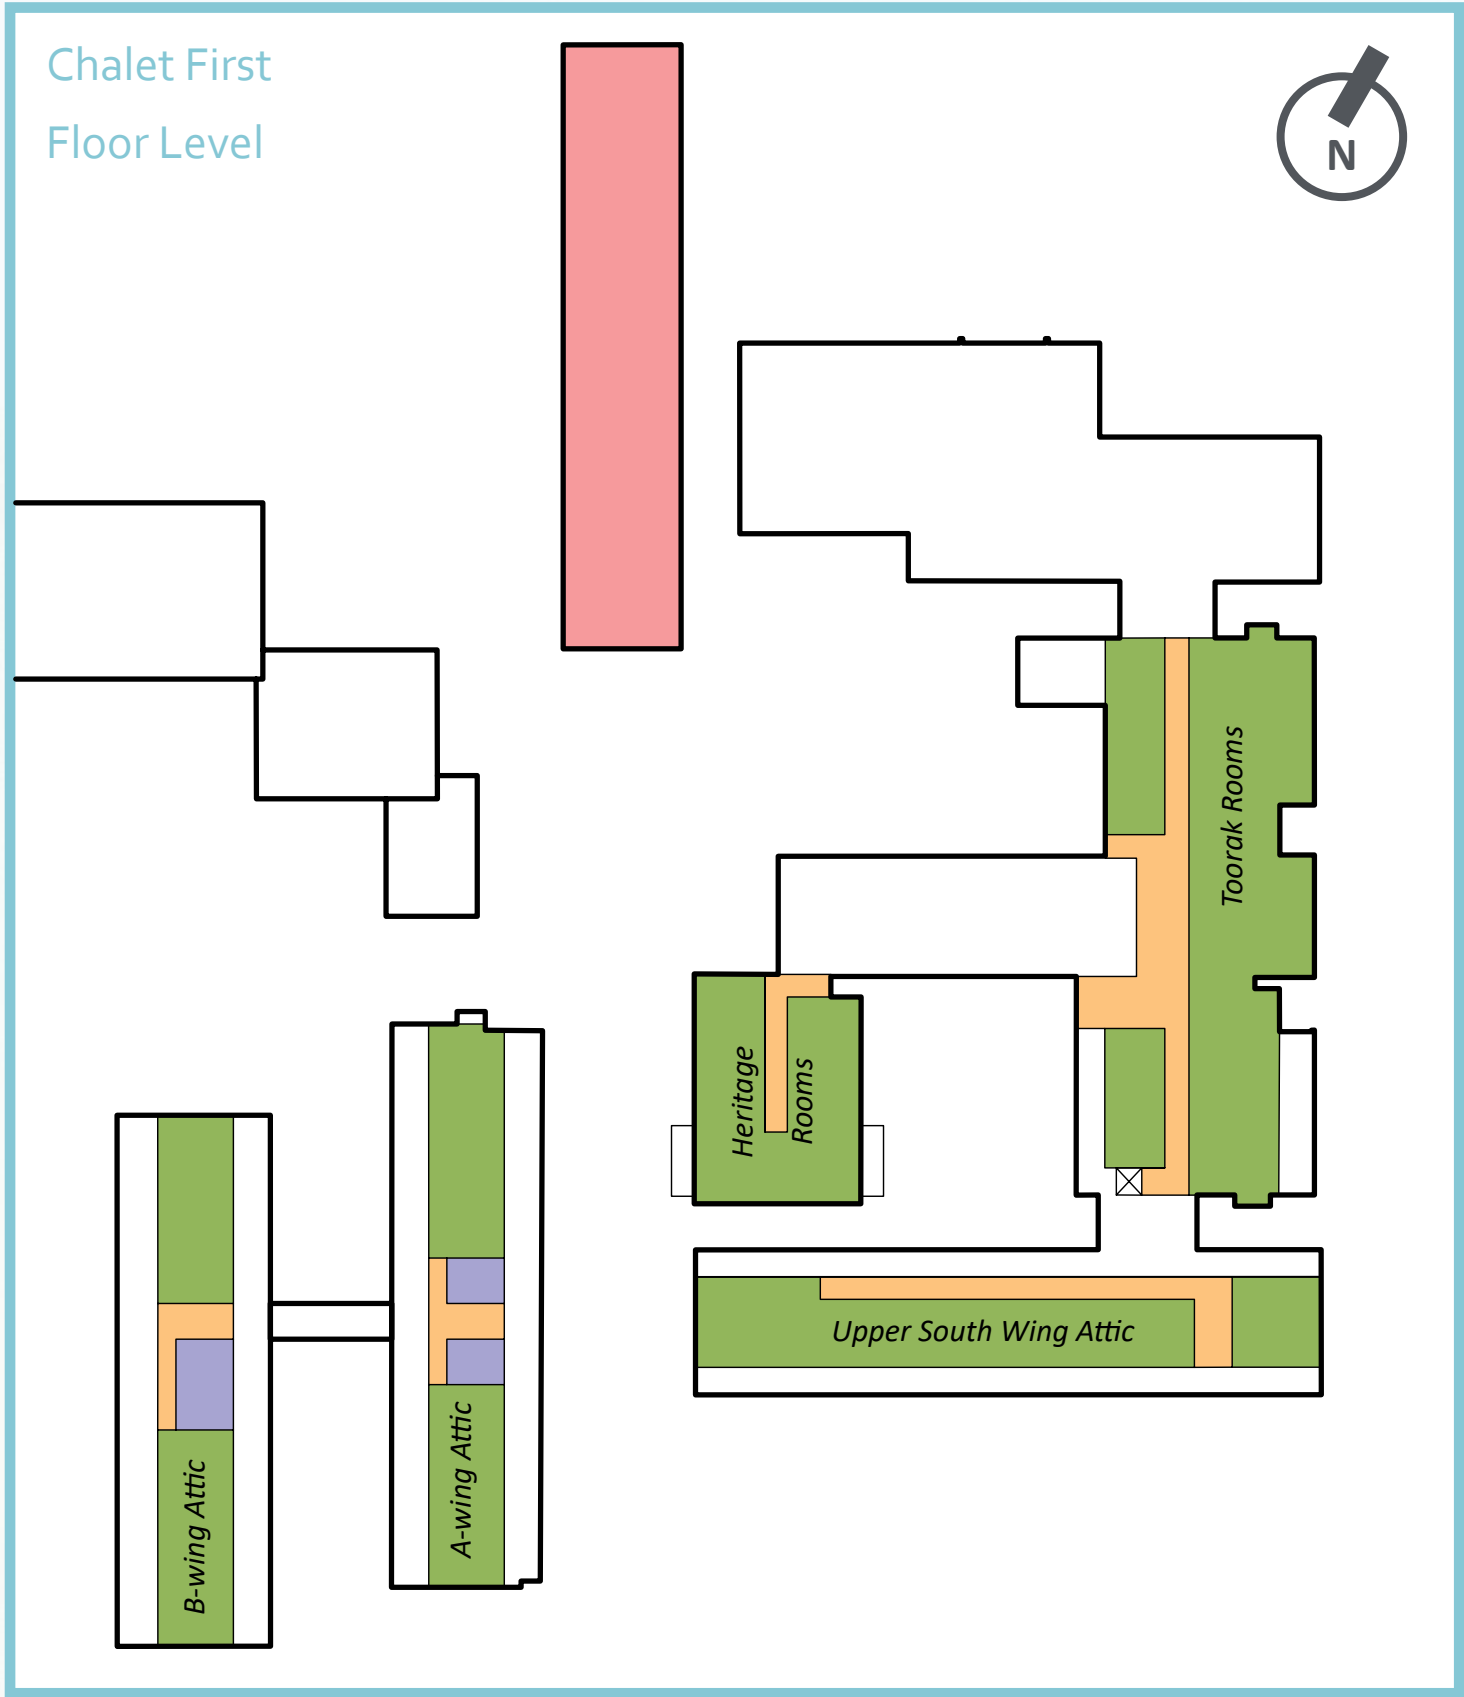 Chalet First
Floor Level
N
Toorak Rooms
Heritage
Rooms
Upper South Wing Attic
A-wing Attic
B-wing Attic